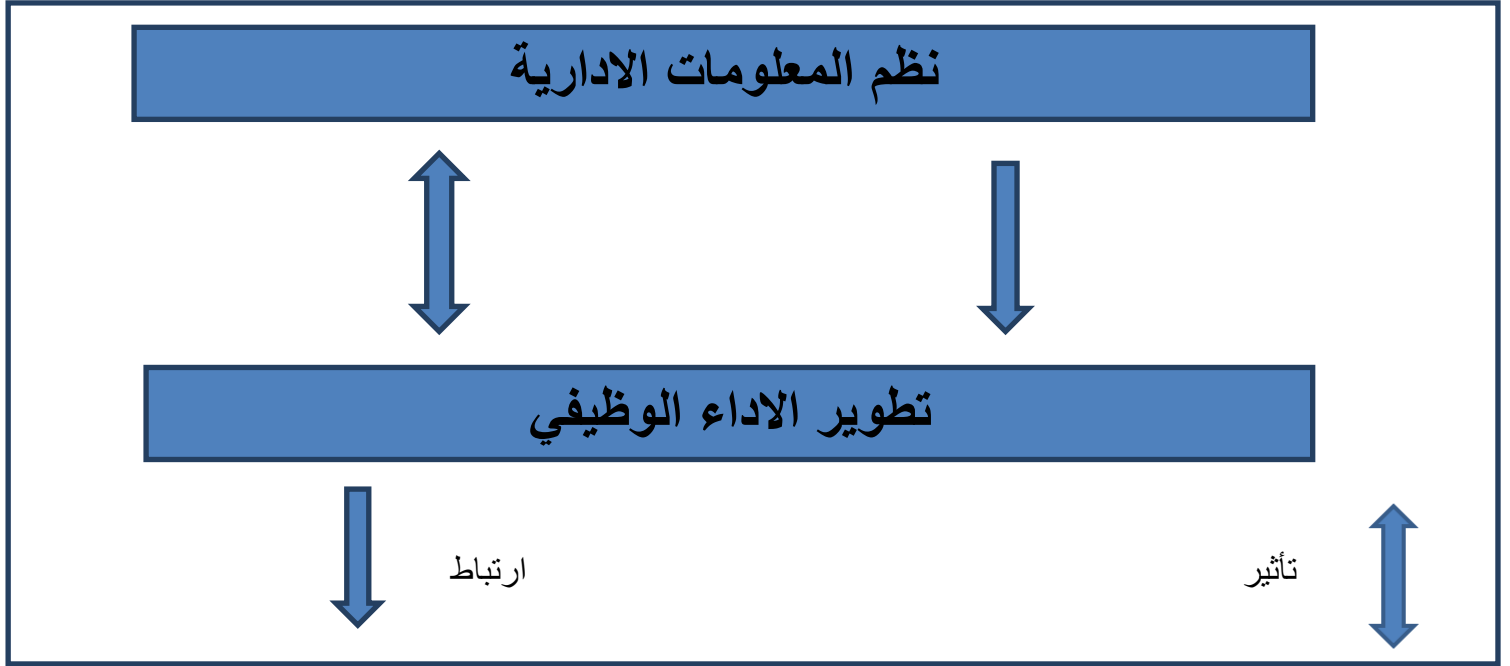 نظم المعلومات الادارية
تطوير الاداء الوظيفي
تأثير
ارتباط